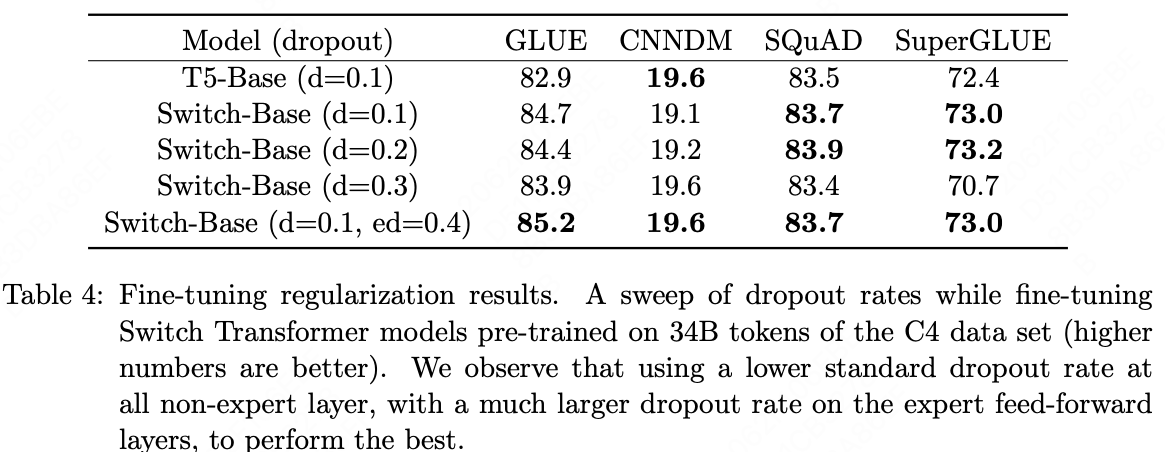 Model (dropout) GLUE CNNDM SQuAD SuperGLUE
T5-Base (d=0.1) 82.9 19.6 83.5 72.4
Switch-Base (d=0.1) 84.7 19.1 83.7 73.0
Switch-Base (d=0.2) 84.4 19.2 83.9 73.2
Switch-Base (d=0.3) 83.9 19.6 83.4 70.7
Switch-Base (d=0.1, ed=0.4) 85.2 19.6 83.7 73.0
Table 4: Fine-tuning regularization results. A sweep of dropout rates while fine-tuning
Switch Transformer models pre-trained on 34B tokens of the C4 data set (higher
numbers are better). We observe that using a lower standard dropout rate at
all non-expert layer, with a much larger dropout rate on the expert feed-forward
layers, to perform the best.